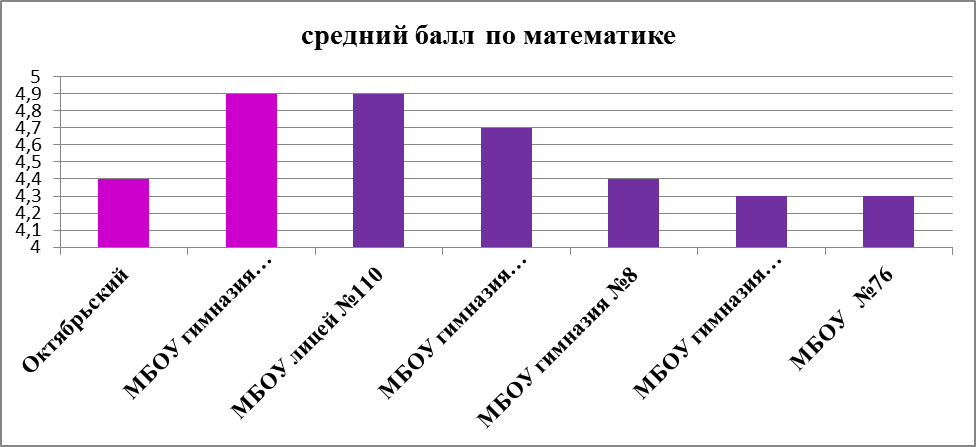 средний балл по математике
5
4,9
4,8
4,7
4,6
4,5
4,4
4,3
4,2
4,1
4
Октябрьский
МБОУ гимназия…
МБОУ лицей №110
МБОУ гимназия…
МБОУ гимназия №8
МБОУ гимназия…
МБОУ №76